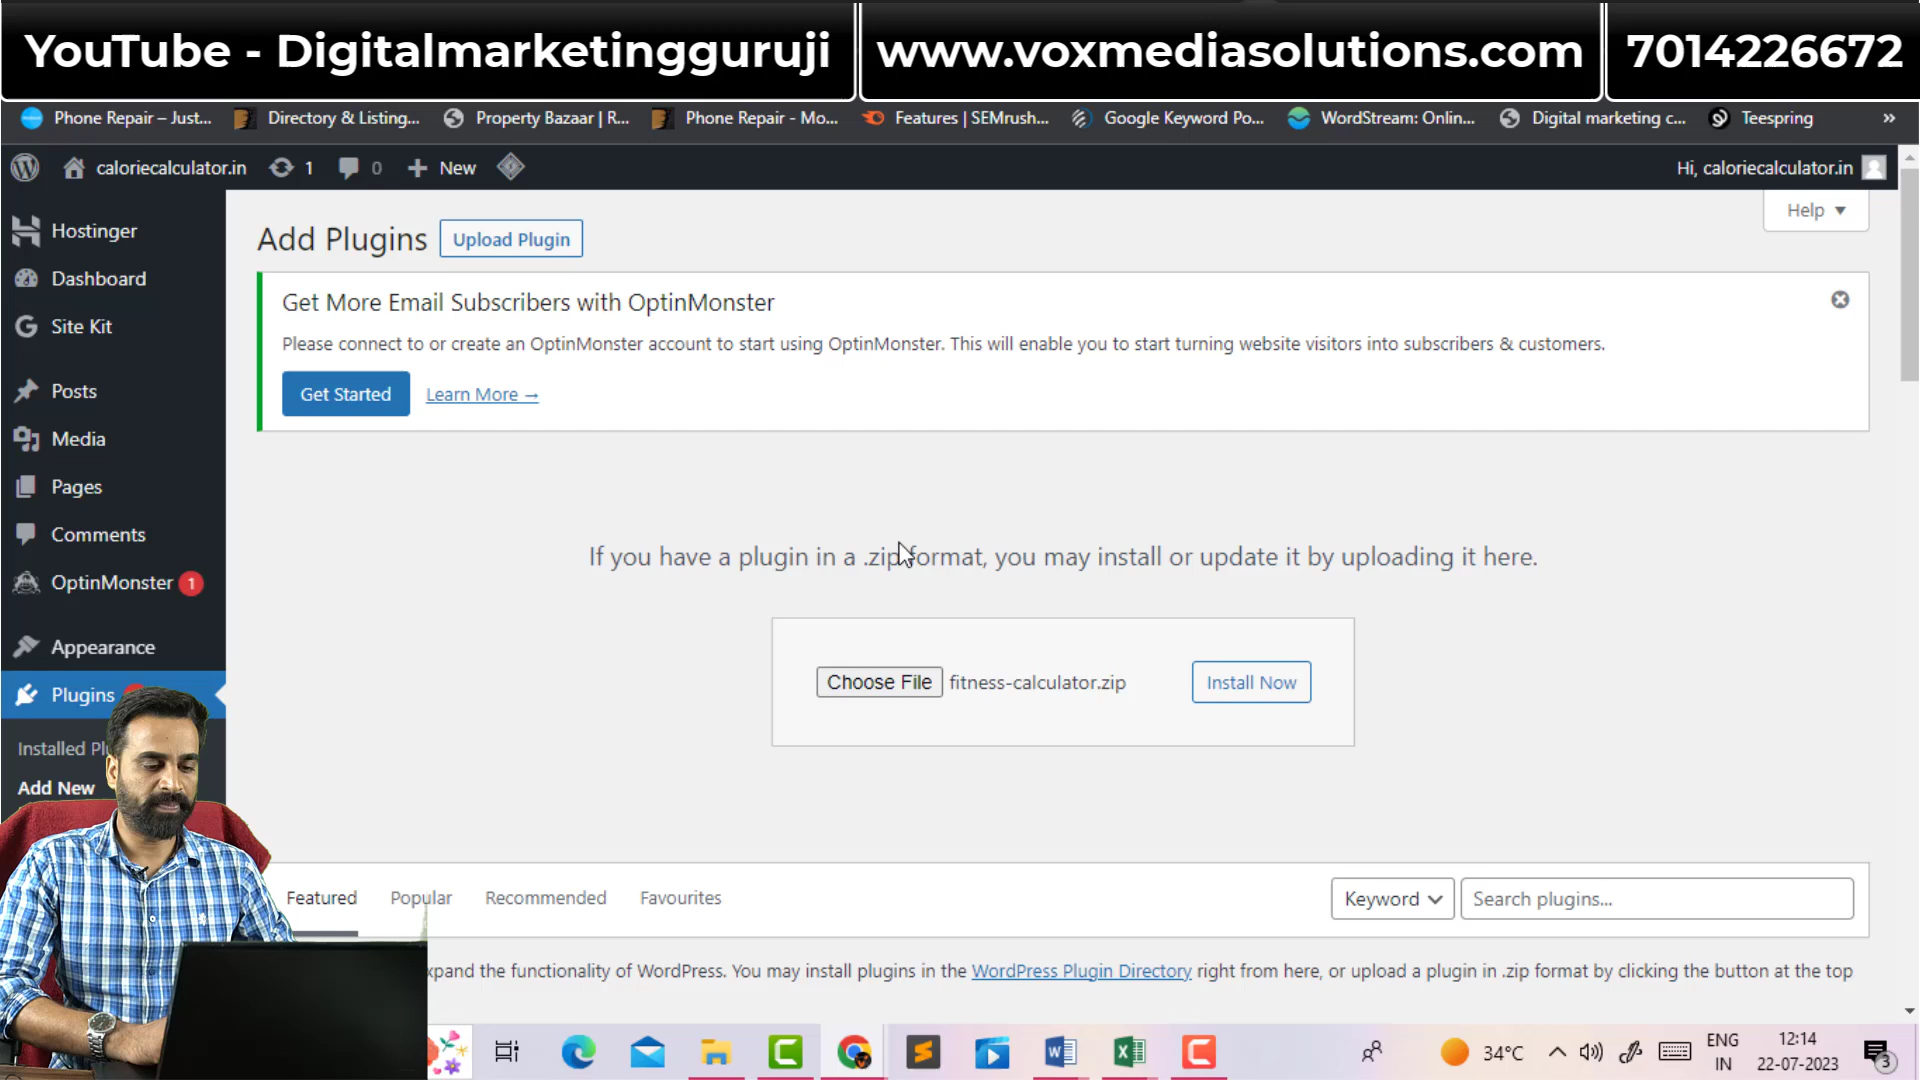 YouTube - Digitalmarketingguruji
www.voxmediasolutions.com
7014226672
Phone Repair – Just...
Directory & Listing...
Property Bazaar | R...
Phone Repair - Mo...
Features | SEMrush...
Google Keyword Po...
WordStream: Onlin...
Digital marketing c...
Teespring
»
caloriecalculator.in
1
0
New
Hi, caloriecalculator.in
Help
Hostinger
Dashboard
Site Kit
Posts
Media
Pages
Comments
OptinMonster 1
Appearance
Plugins
Installed Pl
Add New
Add Plugins
Upload Plugin
Get More Email Subscribers with OptinMonster
Please connect to or create an OptinMonster account to start using OptinMonster. This will enable you to start turning website visitors into subscribers & customers.
Get Started
Learn More →
If you have a plugin in a .zip format, you may install or update it by uploading it here.
Choose File fitness-calculator.zip
Install Now
Featured
Popular
Recommended
Favourites
Keyword
Search plugins...
xpand the functionality of WordPress. You may install plugins in the WordPress Plugin Directory right from here, or upload a plugin in .zip format by clicking the button at the top
34°C
ENG
IN
12:14
22-07-2023
3